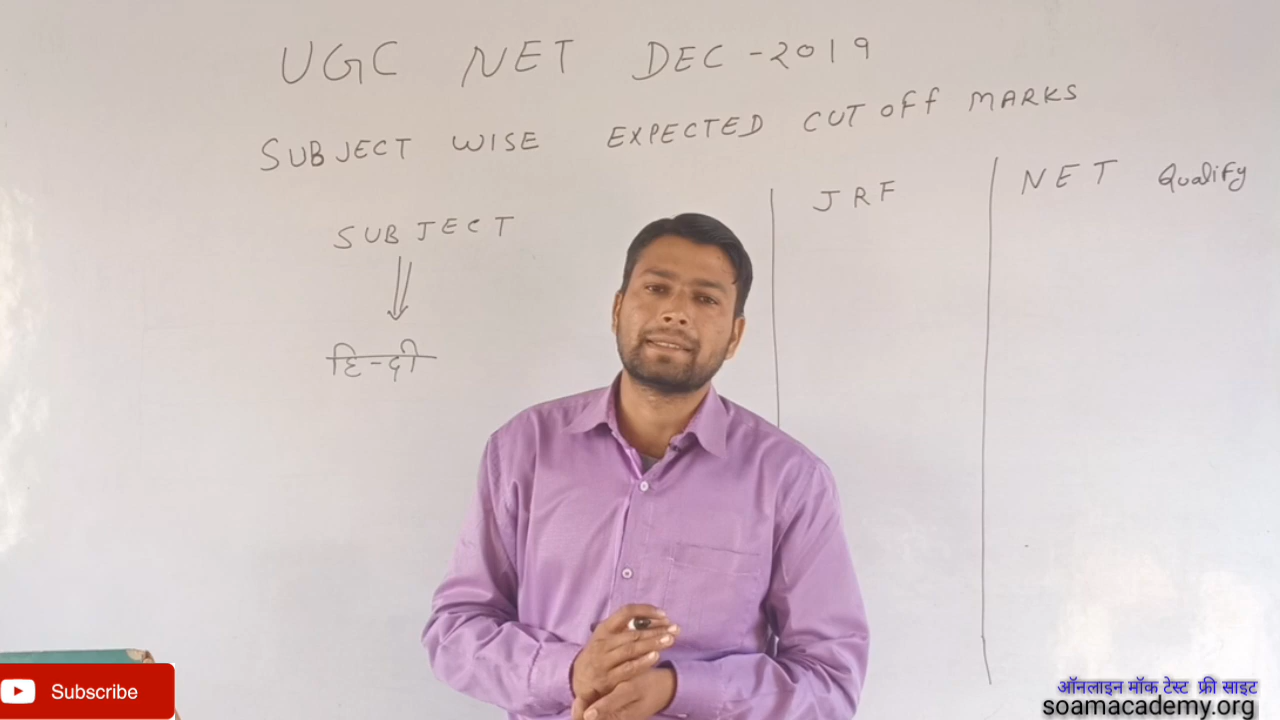 UGC NET DEC-2019
SUBJECT WISE EXPECTED CUT OFF MARKS
SUBJECT JRF NET Qualify
हिन्दी
Subscribe
ऑनलाइन मॉक टेस्ट फ्री साइट
soamacademy.org